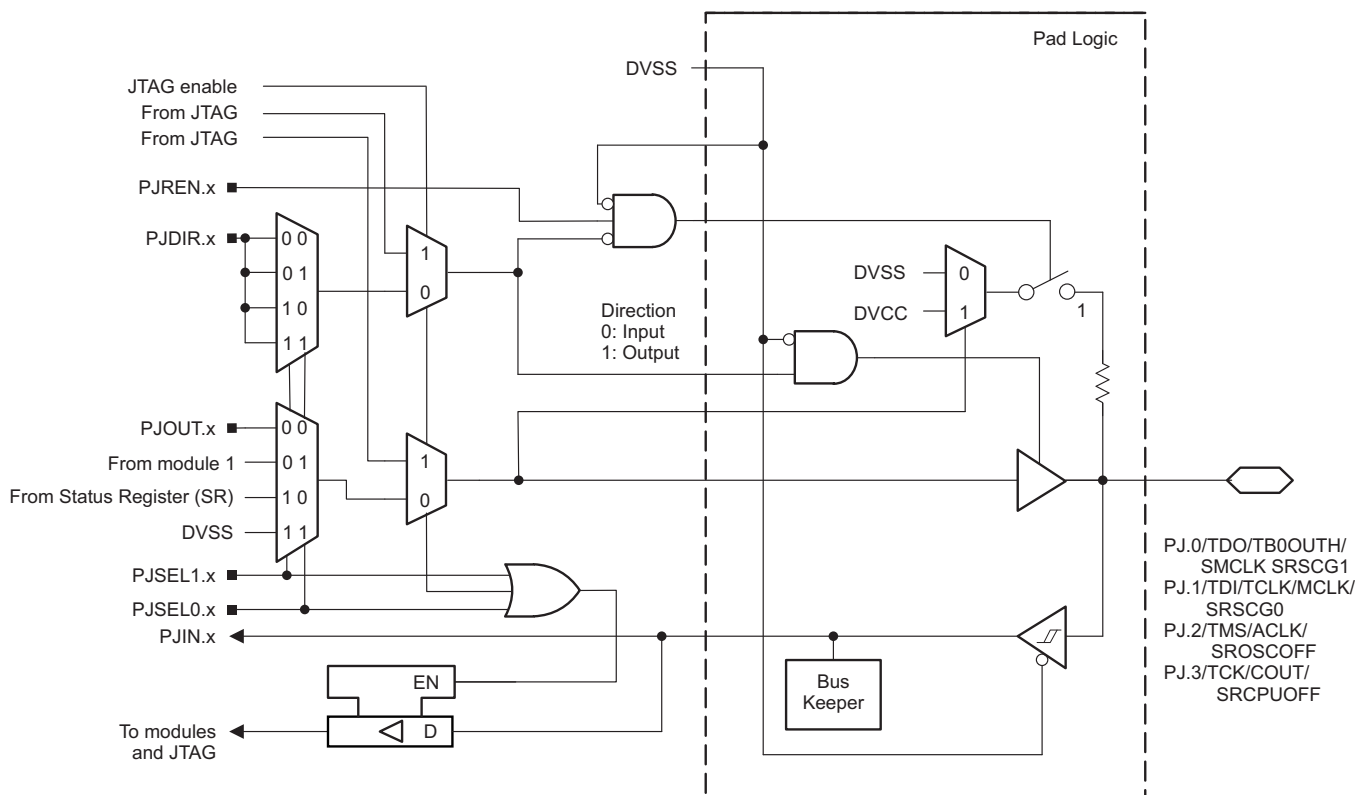 Pad Logic
DVSS
JTAG enable
From JTAG
From JTAG
PJREN.x
PJDIR.x
0 0
0 1
1 0
1 1
1
0
Direction
0: Input
1: Output
DVSS
DVCC
0
1
1
PJOUT.x
From module 1
From Status Register (SR)
DVSS
0 0
0 1
1 0
1 1
1
0
PJSEL1.x
PJSEL0.x
PJIN.x
EN
D
To modules
and JTAG
Bus
Keeper
PJ.0/TDO/TB0OUTH/
SMCLK SRSCG1
PJ.1/TDI/TCLK/MCLK/
SRSCG0
PJ.2/TMS/ACLK/
SROSCOFF
PJ.3/TCK/COUT/
SRCPUOFF